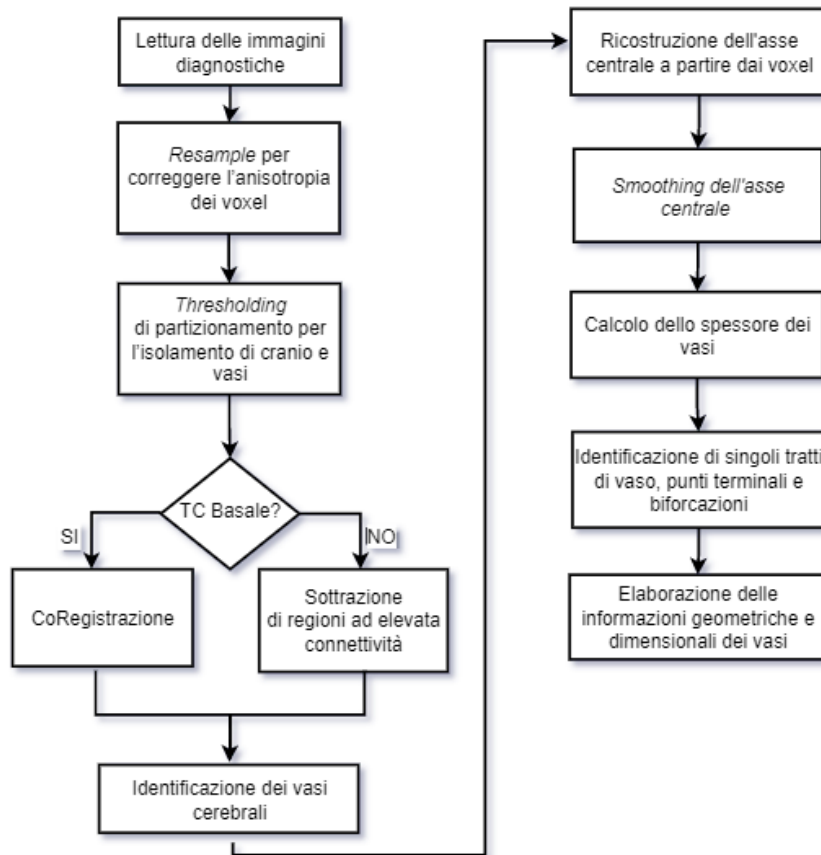 Lettura delle immagini
diagnostiche
Resample per
correggere l'anisotropia
dei voxel
Thresholding
di partizionamento per
l'isolamento di cranio e
vasi
TC Basale?
SI
NO
CoRegistrazione
Sottrazione
di regioni ad elevata
connettività
Identificazione dei vasi
cerebrali
Ricostruzione dell'asse
centrale a partire dai voxel
Smoothing dell'asse
centrale
Calcolo dello spessore dei
vasi
Identificazione di singoli tratti
di vaso, punti terminali e
biforcazioni
Elaborazione delle
informazioni geometriche e
dimensionali dei vasi